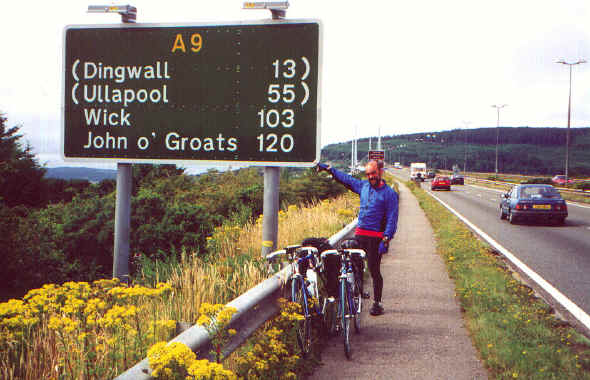 A9
(Dingwall 13)
(Ullapool 55)
Wick 103
John o' Groats 120